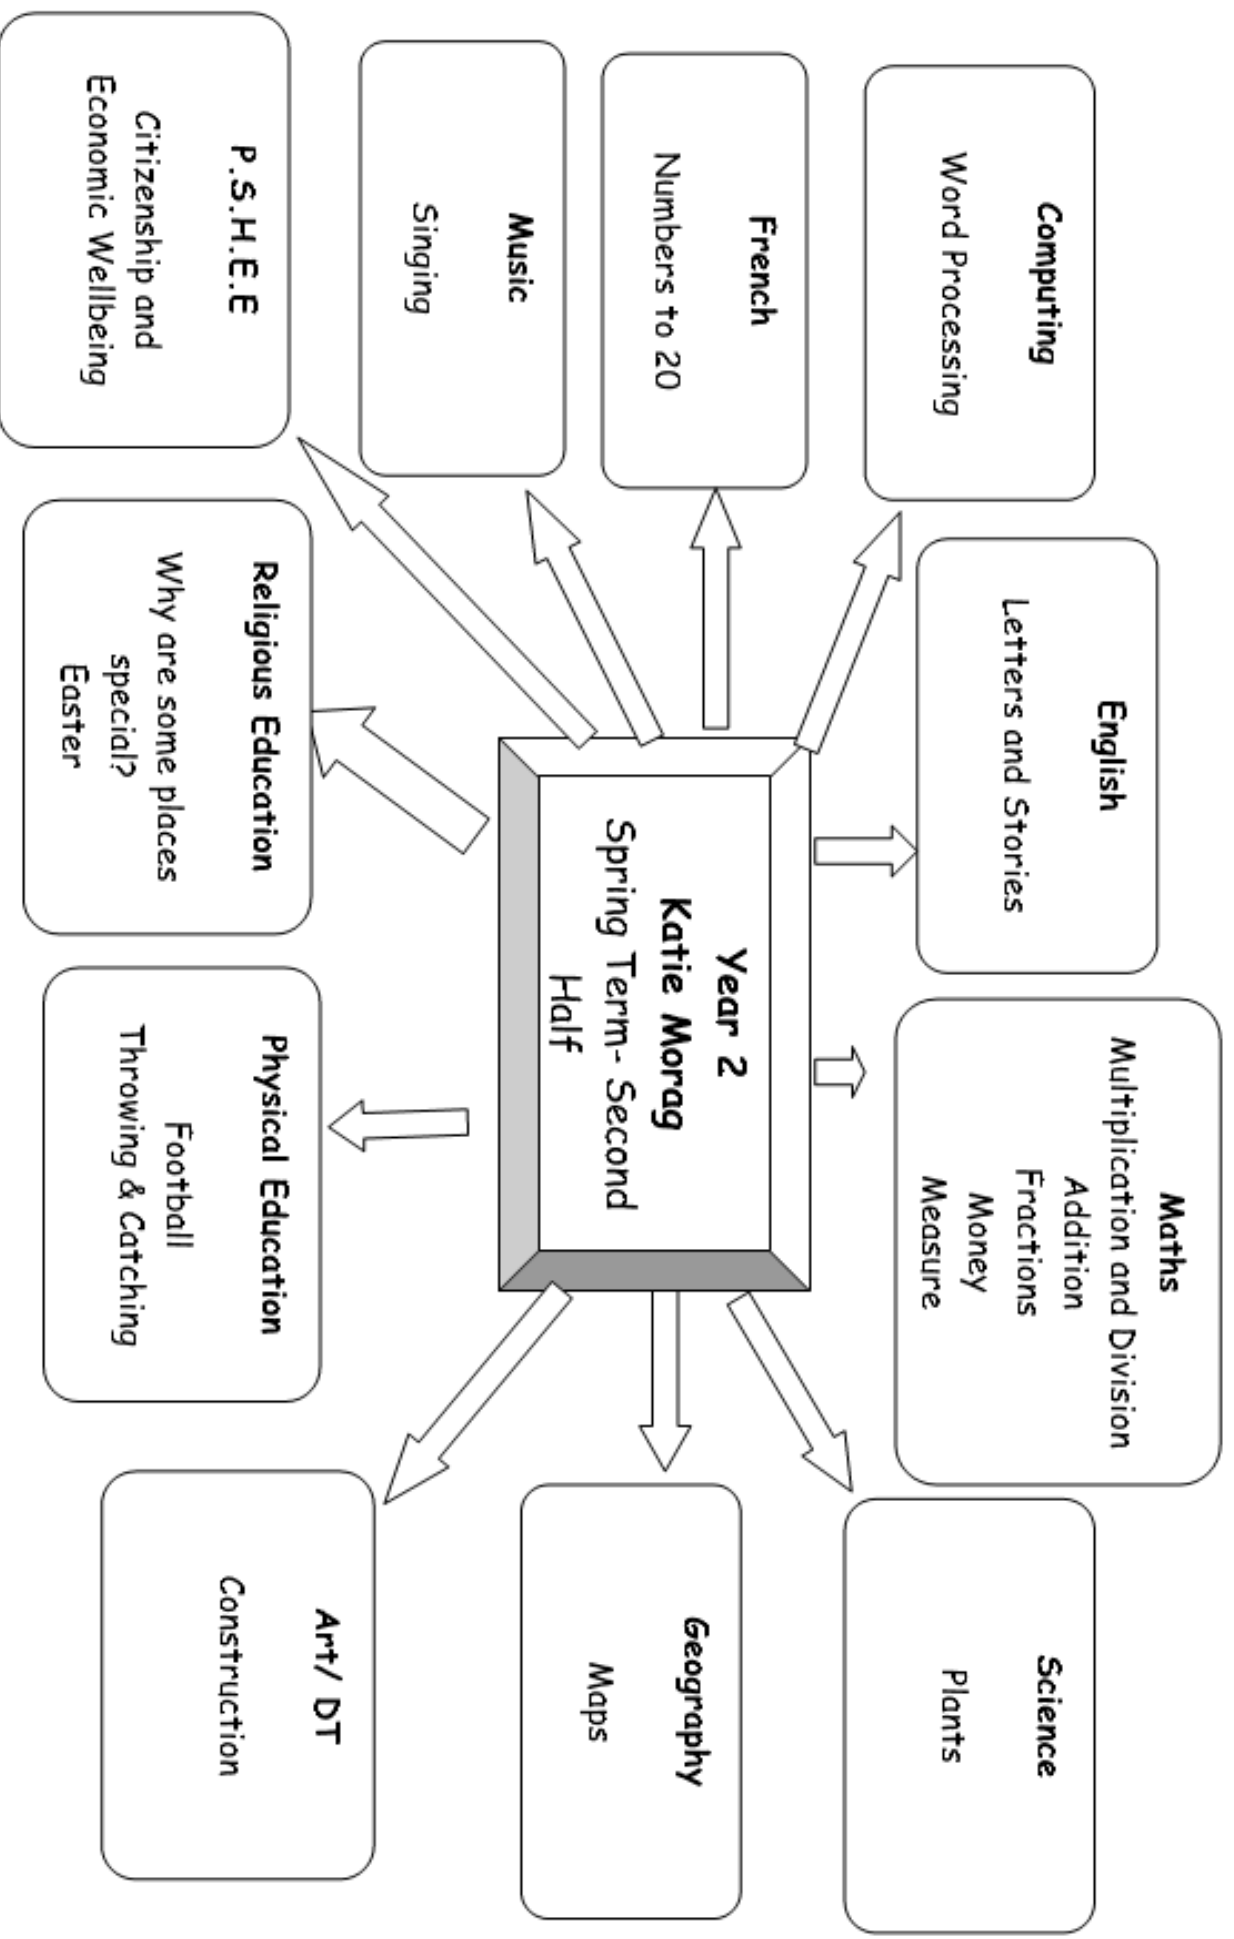 Computing
Word Processing
English
Letters and Stories
Maths
Multiplication and Division
Addition
Fractions
Money
Measure
Science
Plants
French
Numbers to 20
Year 2
Katie Morag
Spring Term- Second
Half
Geography
Maps
Music
Singing
P.S.H.E.E
Citizenship and
Economic Wellbeing
Religious Education
Why are some places
special?
Easter
Physical Education
Football
Throwing & Catching
Art/ DT
Construction